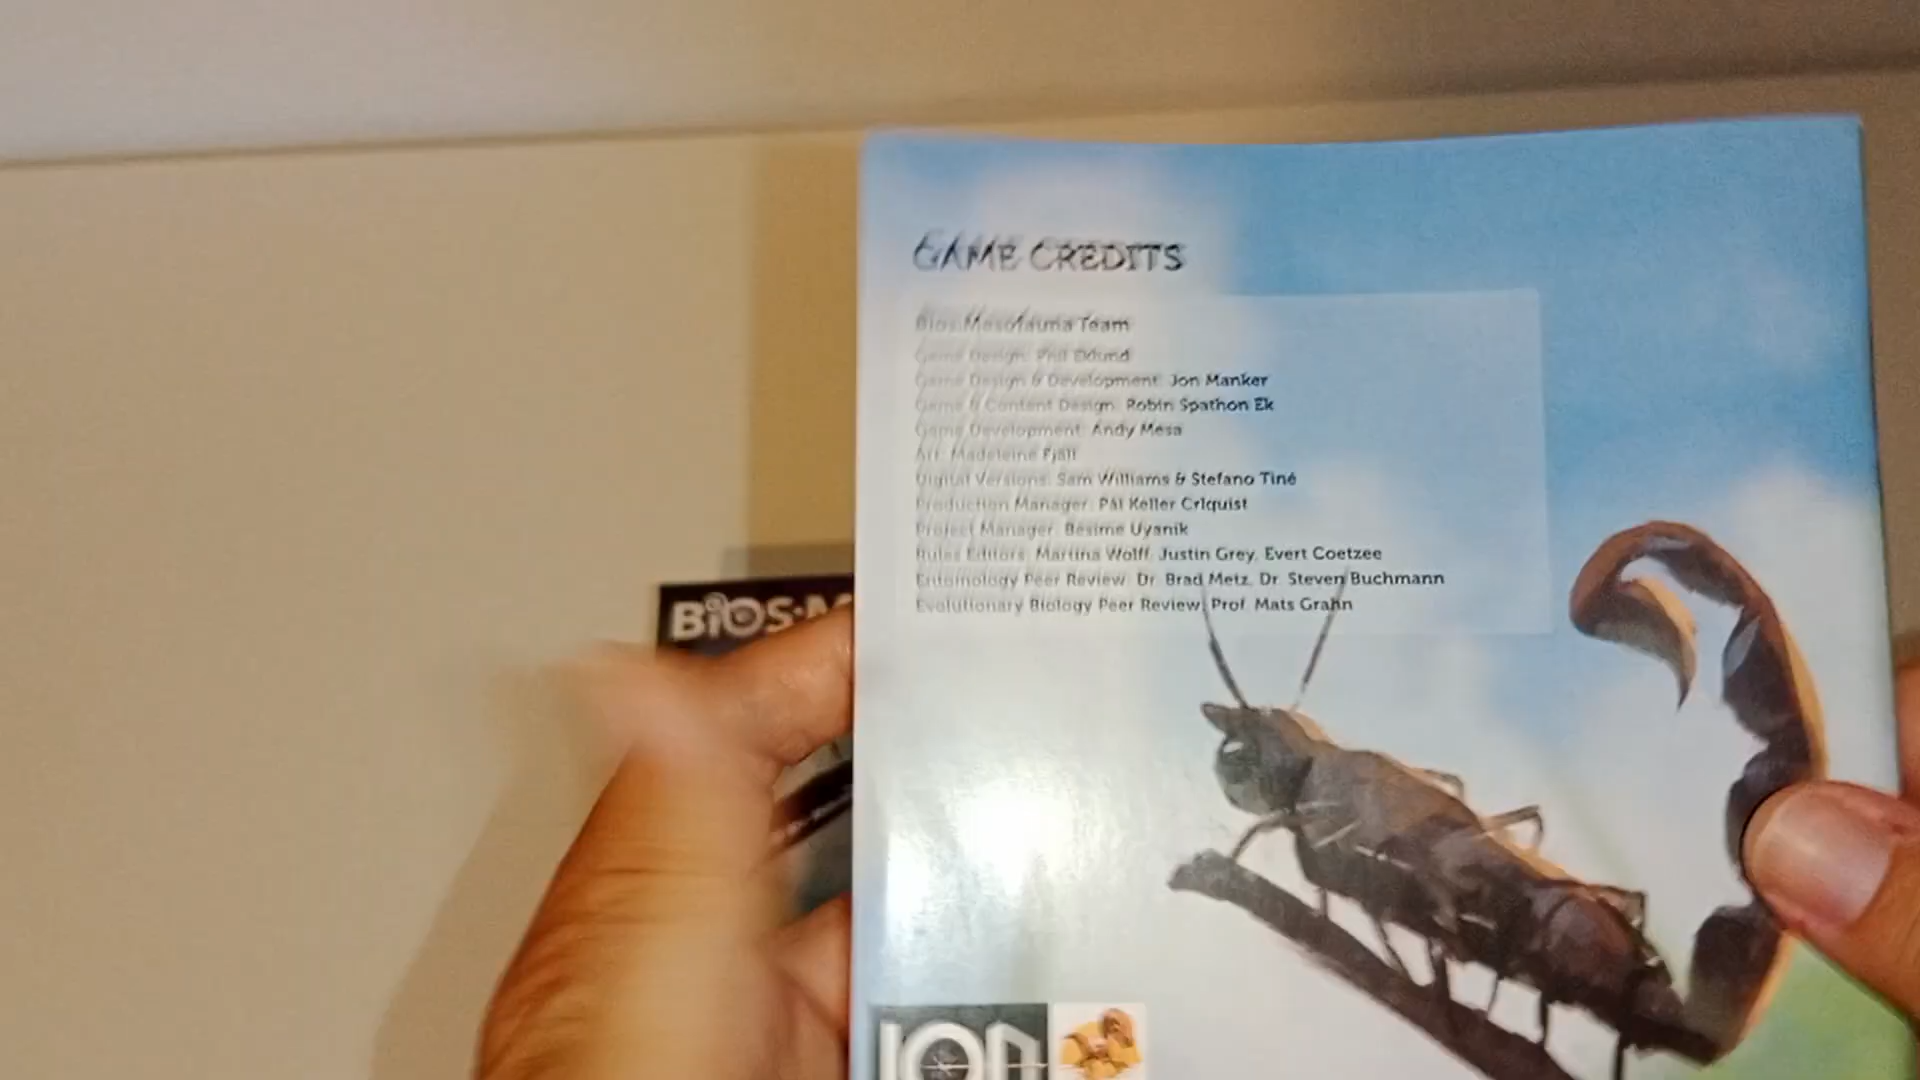 GAME CREDITS
Bios:Mesofauna Team
Game Design: Phil Eklund
Game Design & Development: Jon Manker
Game & Content Design: Robin Spathon Ek
Game Development: Andy Mesa
Art: Madeleine Fjäll
Digital Versions: Sam Williams & Stefano Tiné
Production Manager: Pål Keller Crlquist
Project Manager: Besime Uyanik
Rules Editors: Martina Wolff, Justin Grey, Evert Coetzee
Entomology Peer Review: Dr. Brad Metz, Dr. Steven Buchmann
Evolutionary Biology Peer Review: Prof. Mats Grahn
BIOS:M
ION